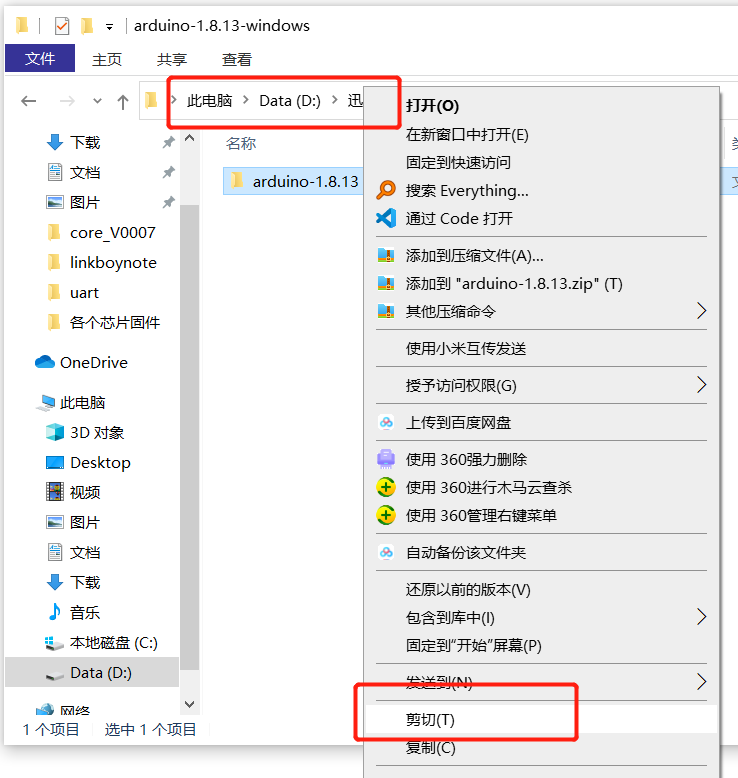 arduino-1.8.13-windows
文件 主页 共享 查看
此电脑 Data (D:) 迅
名称
下载
文档
图片
core_V0007
linkboynote
uart
各个芯片固件
OneDrive
此电脑
3D 对象
Desktop
视频
图片
文档
下载
音乐
本地磁盘 (C:)
Data (D:)
网络
arduino-1.8.13
打开(O)
在新窗口中打开(E)
固定到快速访问
搜索 Everything...
通过 Code 打开
添加到压缩文件(A)...
添加到 "arduino-1.8.13.zip" (T)
其他压缩命令
使用小米互传发送
授予访问权限(G)
上传到百度网盘
使用 360强力删除
使用 360进行木马云查杀
使用 360管理右键菜单
自动备份该文件夹
还原以前的版本(V)
包含到库中(I)
固定到"开始"屏幕(P)
发送到(N)
剪切(T)
复制(C)
1 个项目 选中 1 个项目